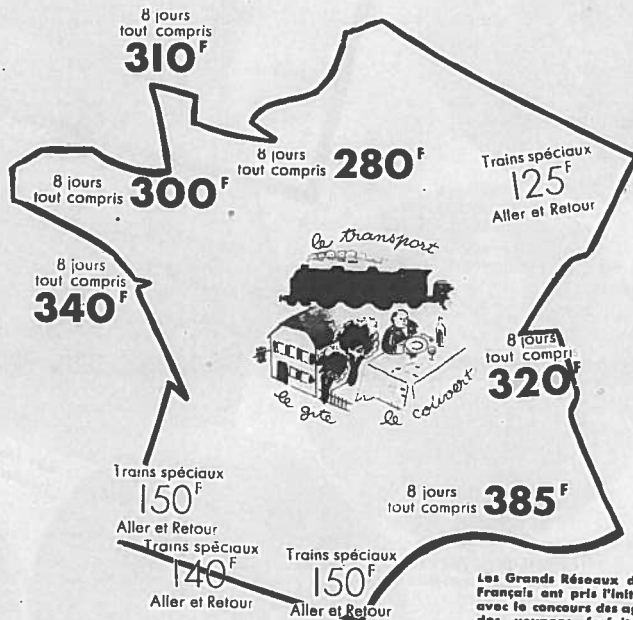 8 jours
tout compris
310F
8 jours
tout compris 280F
Trains spéciaux
125F
Aller et Retour
8 jours
tout compris 300F
le transport
8 jours
tout compris
340F
8 jours
tout compris
320F
le gite
le couvert
Trains spéciaux
150F
Aller et Retour
8 jours
tout compris 385F
Trains spéciaux
140F
Aller et Retour
Trains spéciaux
150F
Aller et Retour
Les Grands Réseaux d
Français ont pris l'init
avec le concours des ag